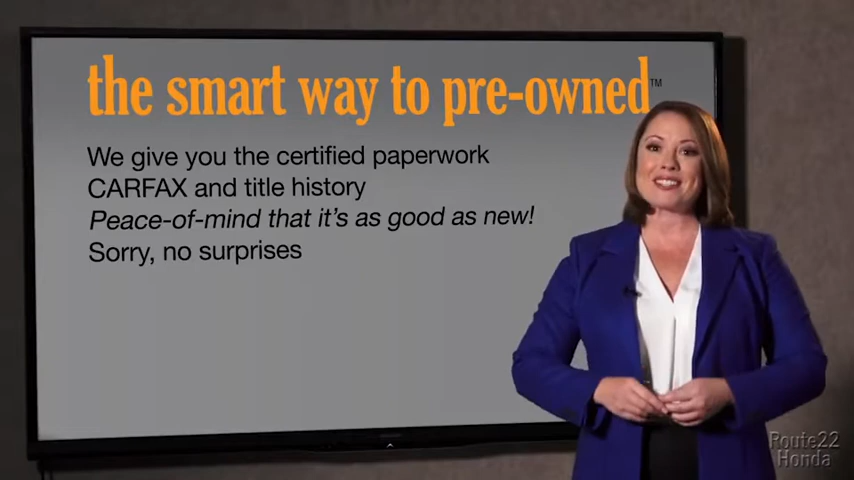 the smart way to pre-owned™
We give you the certified paperwork
CARFAX and title history
Peace-of-mind that it's as good as new!
Sorry, no surprises
Route22
Honda